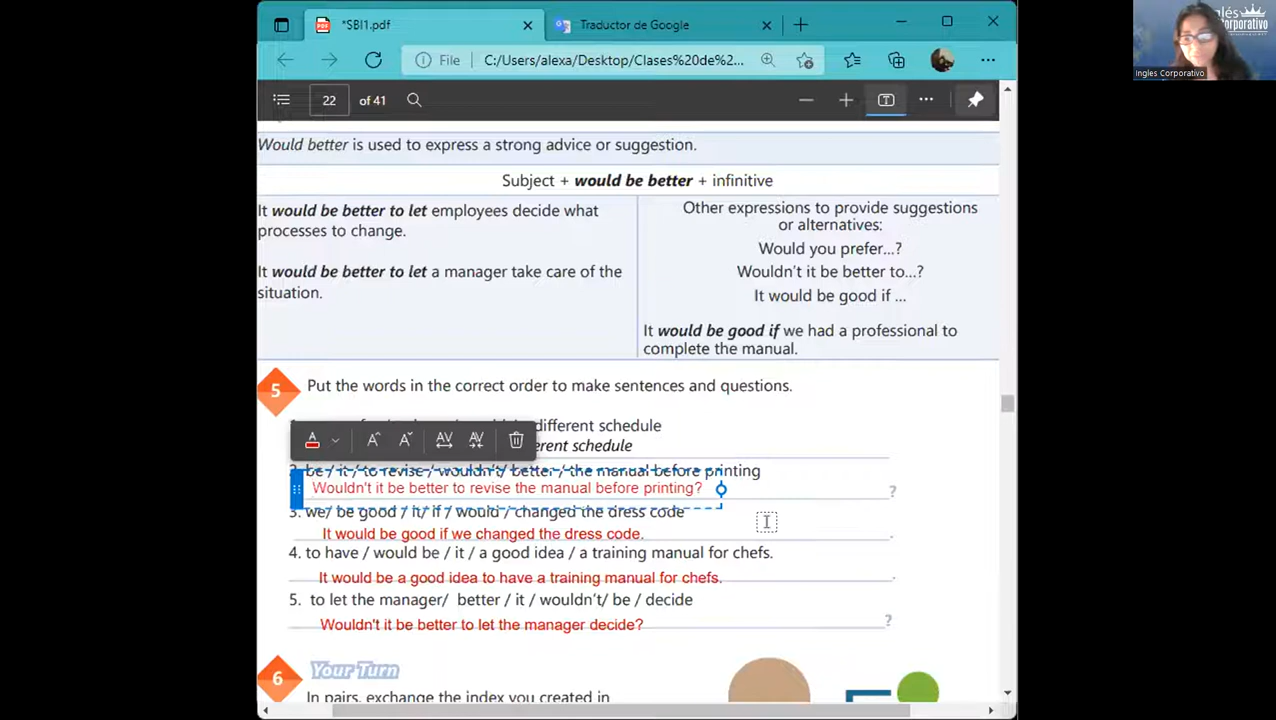 *SBI1.pdf
Traductor de Google
File
C:/Users/alexa/Desktop/Clases%20de%2...
22 of 41
Inglés
Corporativo
Ingles Corporativo
Would better is used to express a strong advice or suggestion.
Subject + would be better + infinitive
It would be better to let employees decide what
processes to change.
It would be better to let a manager take care of the
situation.
Other expressions to provide suggestions
or alternatives:
Would you prefer...?
Wouldn't it be better to...?
It would be good if ...
It would be good if we had a professional to
complete the manual.
5 Put the words in the correct order to make sentences and questions.
different schedule
erent schedule
2. be / it / to revise / wouldn't / better / the manual before printing
Wouldn't it be better to revise the manual before printing?
?
3. we/ be good / it/ if / would / changed the dress code
It would be good if we changed the dress code.
.
4. to have / would be / it / a good idea / a training manual for chefs.
It would be a good idea to have a training manual for chefs.
.
5. to let the manager/ better / it / wouldn't/ be / decide
Wouldn't it be better to let the manager decide?
?
6 Your Turn
In pairs, exchange the index you created in